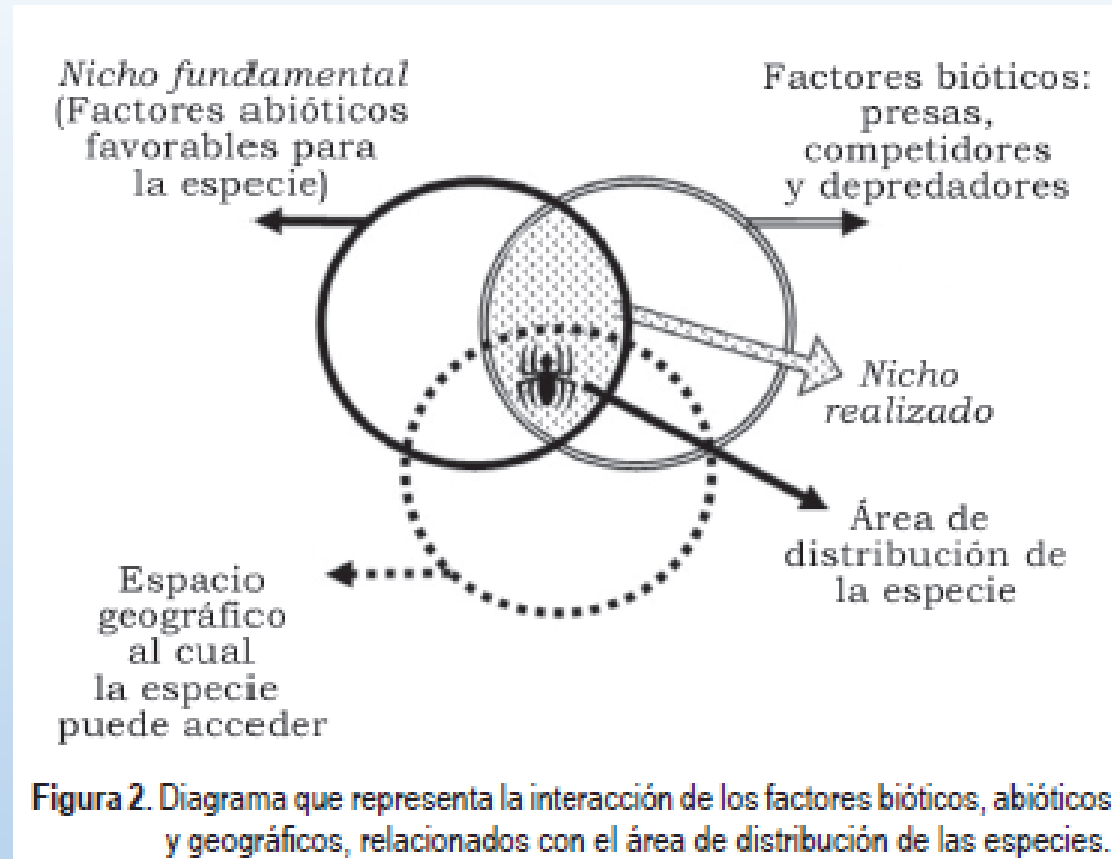 Nicho fundamental
(Factores abióticos
favorables para
la especie)
Factores bióticos:
presas,
competidores
y depredadores
Nicho
realizado
Área de
distribución de
la especie
Espacio
geográfico
al cual
la especie
puede acceder
Figura 2. Diagrama que representa la interacción de los factores bióticos, abióticos
y geográficos, relacionados con el área de distribución de las especies.